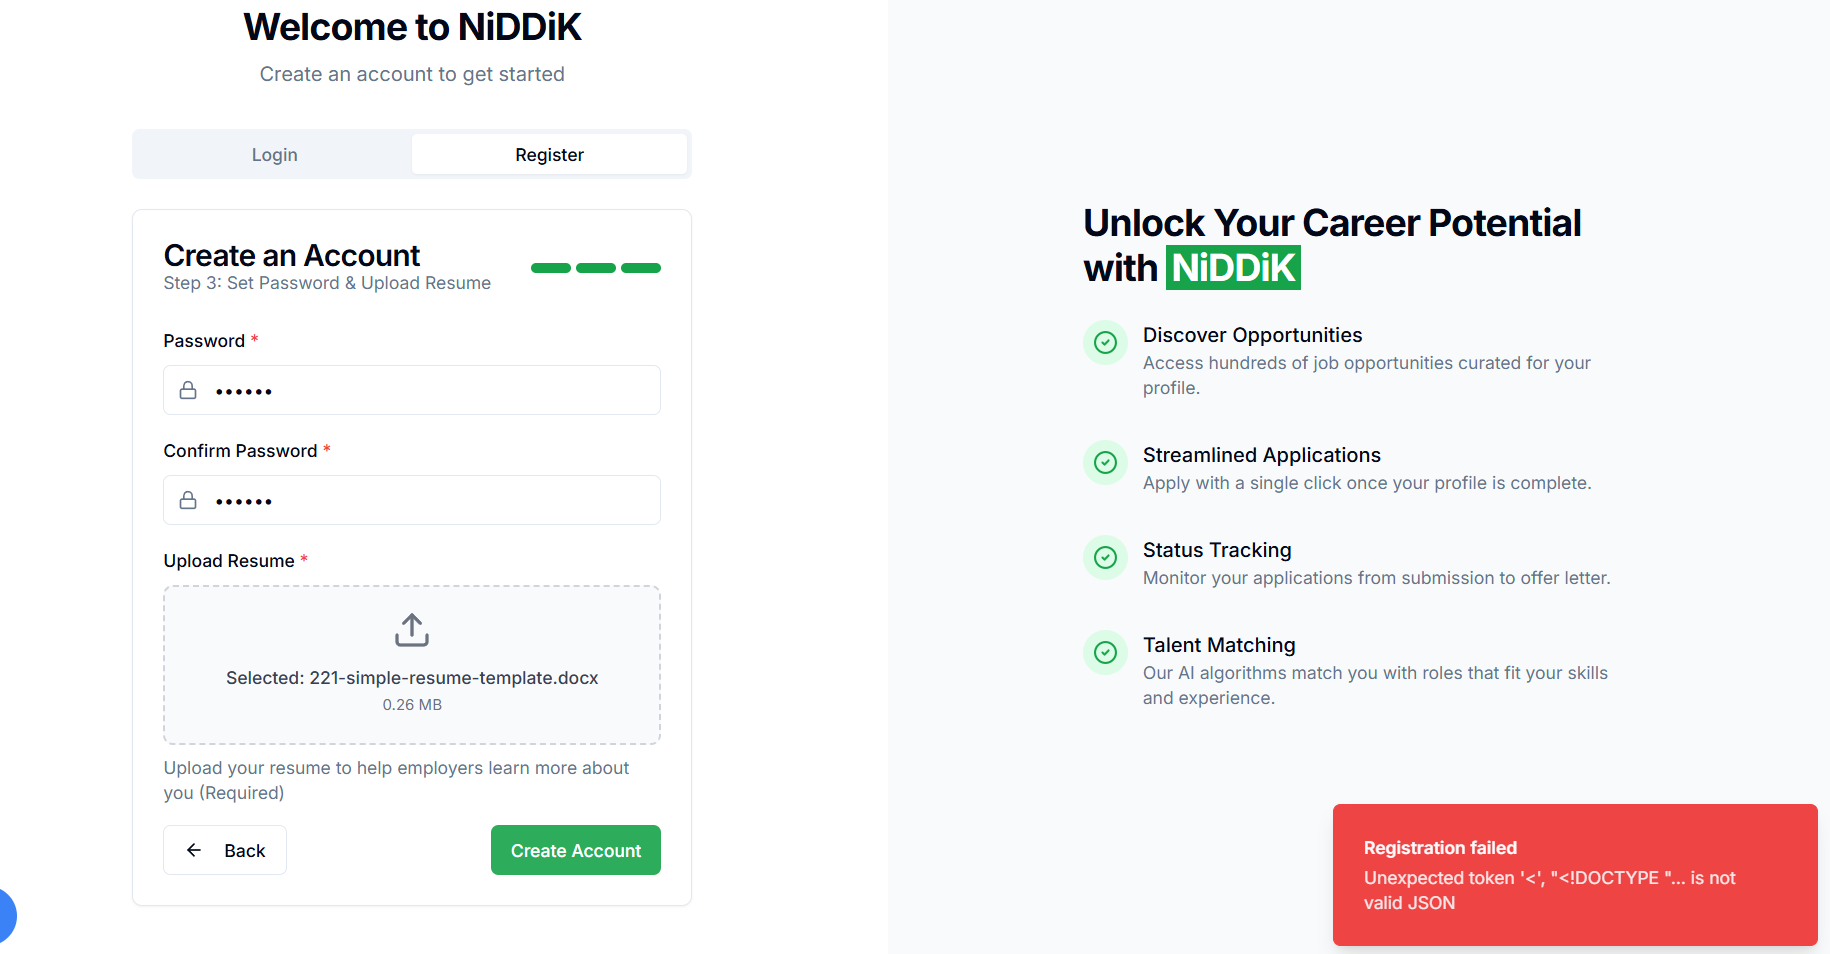 Welcome to NiDDiK
Create an account to get started
Login
Register
Create an Account
Step 3: Set Password & Upload Resume
Password *
••••••
Confirm Password *
••••••
Upload Resume *
Selected: 221-simple-resume-template.docx
0.26 MB
Upload your resume to help employers learn more about
you (Required)
Back
Create Account
Unlock Your Career Potential
with NiDDiK
Discover Opportunities
Access hundreds of job opportunities curated for your
profile.
Streamlined Applications
Apply with a single click once your profile is complete.
Status Tracking
Monitor your applications from submission to offer letter.
Talent Matching
Our AI algorithms match you with roles that fit your skills
and experience.
Registration failed
Unexpected token '<', "<!DOCTYPE "... is not
valid JSON